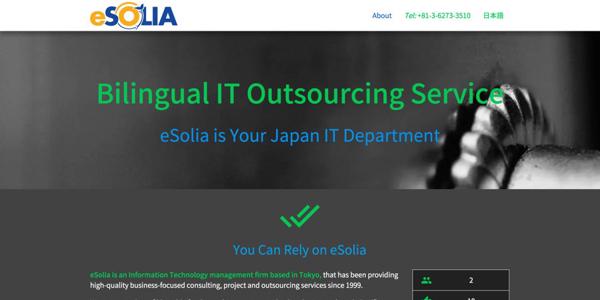 eSOLIA
About
Tel: +81-3-6273-3510
日本語
Bilingual IT Outsourcing Service
eSolia is Your Japan IT Department
You Can Rely on eSolia
eSolia is an Information Technology management firm based in Tokyo, that has been providing
high-quality business-focused consulting, project and outsourcing services since 1999.
2